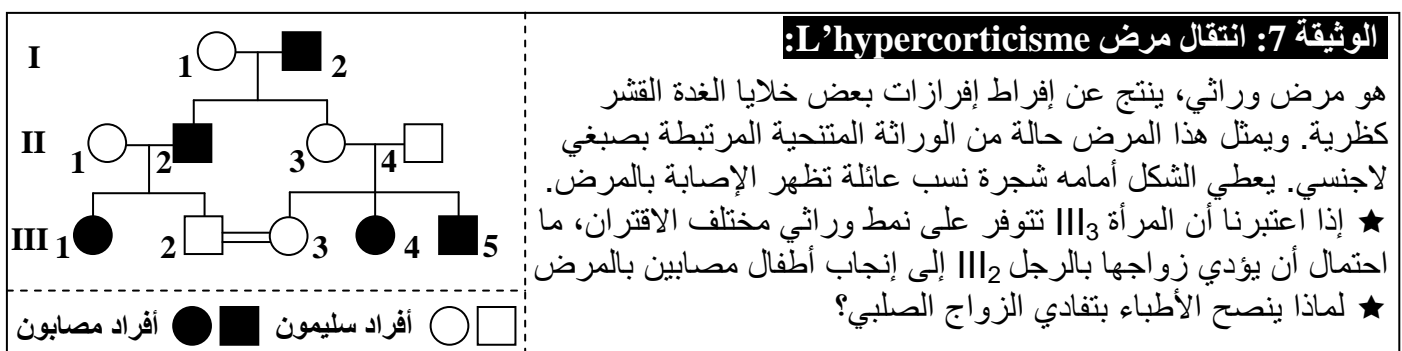 الوثيقة 7: انتقال مرض L’hypercorticisme:
هو مرض وراثي، ينتج عن إفراط إفرازات بعض خلايا الغدة القشر
كظرية. ويمثل هذا المرض حالة من الوراثة المتنحية المرتبطة بصبغي
لاجنسي. يعطي الشكل أمامه شجرة نسب عائلة تظهر الإصابة بالمرض.
★ إذا اعتبرنا أن المرأة III3 تتوفر على نمط وراثي مختلف الاقتران، ما
احتمال أن يؤدي زواجها بالرجل III2 إلى إنجاب أطفال مصابين بالمرض
★ لماذا ينصح الأطباء بتفادي الزواج الصلبي؟
I 1 2
II 1 2 3 4
III 1 2 3 4 5
أفراد سليمون أفراد مصابون